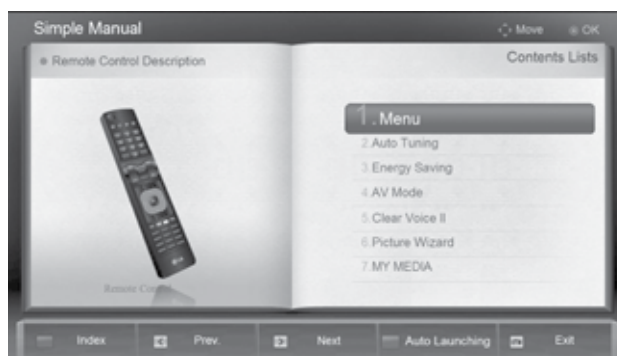 Simple Manual
Move
OK
Remote Control Description
Contents Lists
1.Menu
2.Auto Tuning
3.Energy Saving
4.AV Mode
5.Clear Voice II
6.Picture Wizard
7.MY MEDIA
Remote Control
Index
Prev.
Next
Auto Launching
Exit